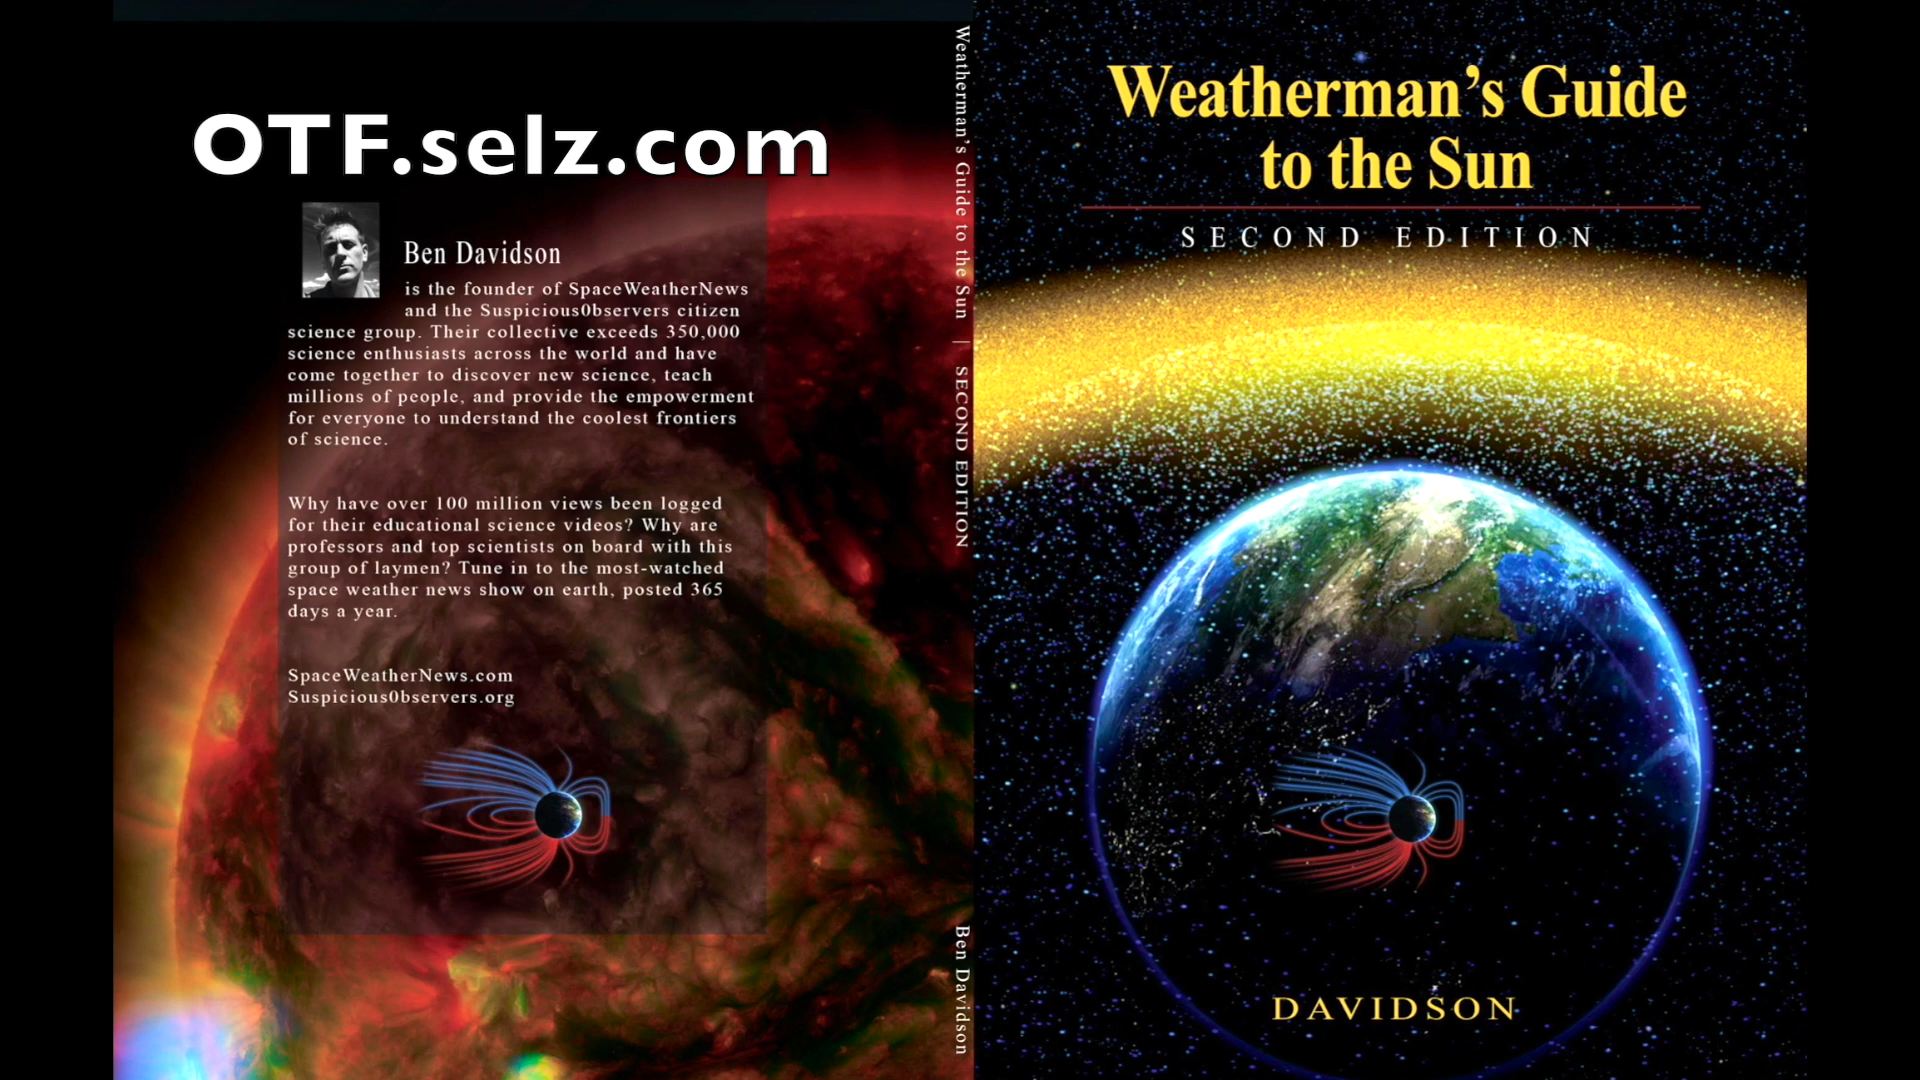 OTF.selz.com
Ben Davidson
is the founder of SpaceWeatherNews
and the Suspicious0bservers citizen
science group. Their collective exceeds 350,000
science enthusiasts across the world and have
come together to discover new science, teach
millions of people, and provide the empowerment
for everyone to understand the coolest frontiers
of science.
Why have over 100 million views been logged
for their educational science videos? Why are
professors and top scientists on board with this
group of laymen? Tune in to the most-watched
space weather news show on earth, posted 365
days a year.
SpaceWeatherNews.com
Suspicious0bservers.org
Weatherman's Guide to the Sun | SECOND EDITION
Ben Davidson
Weatherman's Guide
to the Sun
SECOND EDITION
DAVIDSON